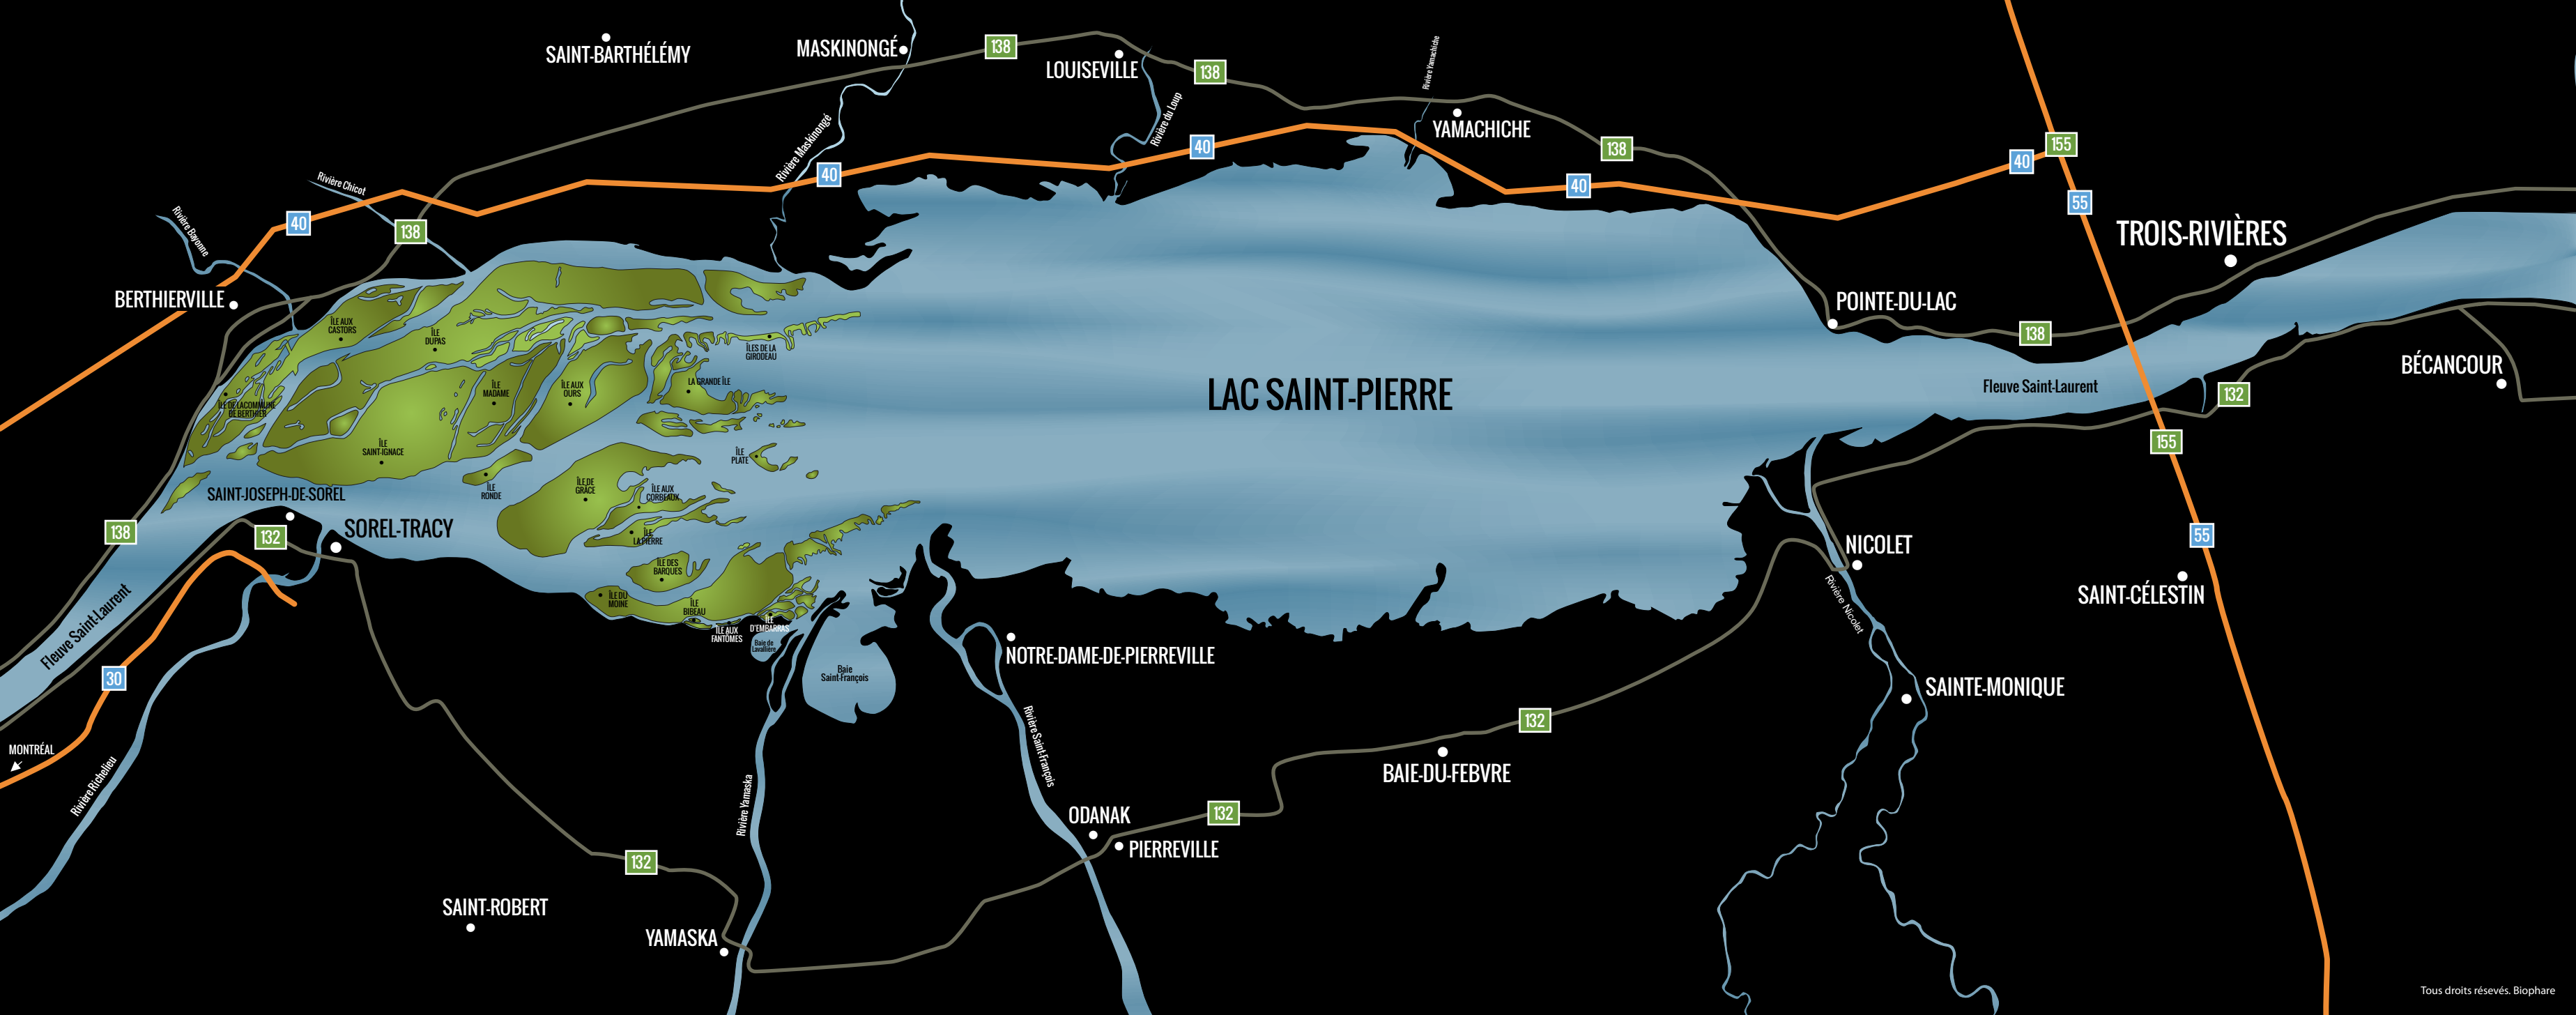 SAINT-BARTHÉLÉMY
MASKINONGÉ
138
LOUISEVILLE
138
Rivière Yamachiche
YAMACHICHE
Rivière du Loup
Rivière Maskinongé
40
40
138
40
40
155
55
Rivière Chicot
Rivière Bayonne
40
138
TROIS-RIVIÈRES
BERTHIERVILLE
POINTE-DU-LAC
138
BÉCANCOUR
ÎLE AUX
CASTORS
ÎLE
DUPAS
ÎLES DE LA
GIRODEAU
LA GRANDE ÎLE
ÎLE
MADAME
ÎLE AUX
OURS
ÎLE DE LACOMMUNE
DE BERTHIER
LAC SAINT-PIERRE
Fleuve Saint-Laurent
132
155
ÎLE
SAINT-IGNACE
ÎLE
PLATE
ÎLE
RONDE
ÎLE DE
GRÂCE
ÎLE AUX
CORBEAUX
ÎLE
LA PIERRE
SAINT-JOSEPH-DE-SOREL
SOREL-TRACY
138
132
55
NICOLET
ÎLE DES
BARQUES
ÎLE DU
MOINE
ÎLE
BIBEAU
ÎLE AUX
FANTÔMES
ÎLE
D'EMBARRAS
Baie de
Lavallière
Baie
Saint-François
Fleuve Saint-Laurent
30
NOTRE-DAME-DE-PIERREVILLE
Rivière Nicolet
SAINT-CÉLESTIN
SAINTE-MONIQUE
132
MONTRÉAL
Rivière Richelieu
Rivière Yamaska
Rivière Saint-François
BAIE-DU-FEBVRE
ODANAK
132
PIERREVILLE
132
SAINT-ROBERT
YAMASKA
Tous droits résevés. Biophare